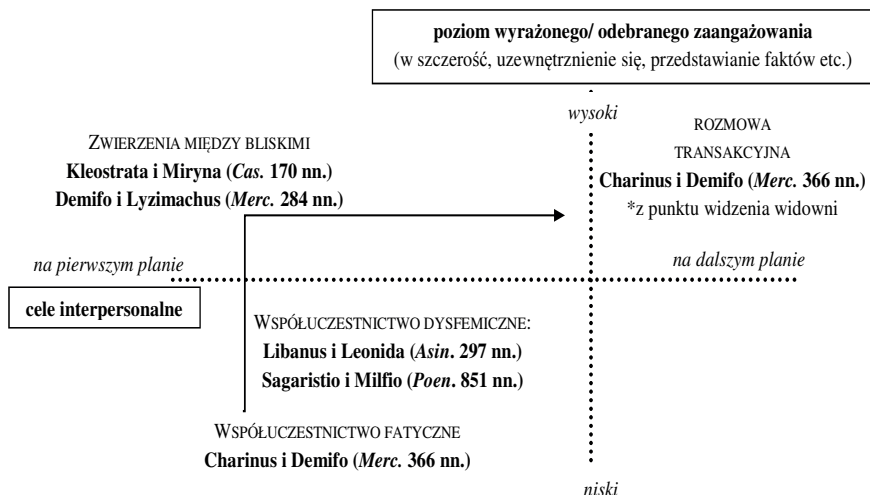 poziom wyrażonego/ odebranego zaangażowania
(w szczerość, uzewnętrznienie się, przedstawianie faktów etc.)
wysoki
ROZMOWA
TRANSAKCYJNA
Charinus i Demifo (Merc. 366 nn.)
*z punktu widzenia widowni
ZWIERZENIA MIĘDZY BLISKIMI
Kleostrata i Miryna (Cas. 170 nn.)
Demifo i Lyzimachus (Merc. 284 nn.)
na pierwszym planie
na dalszym planie
cele interpersonalne
WSPÓŁUCZESTNICTWO DYSFEMICZNE:
Libanus i Leonida (Asin. 297 nn.)
Sagaristio i Milfio (Poen. 851 nn.)
WSPÓŁUCZESTNICTWO FATYCZNE
Charinus i Demifo (Merc. 366 nn.)
niski